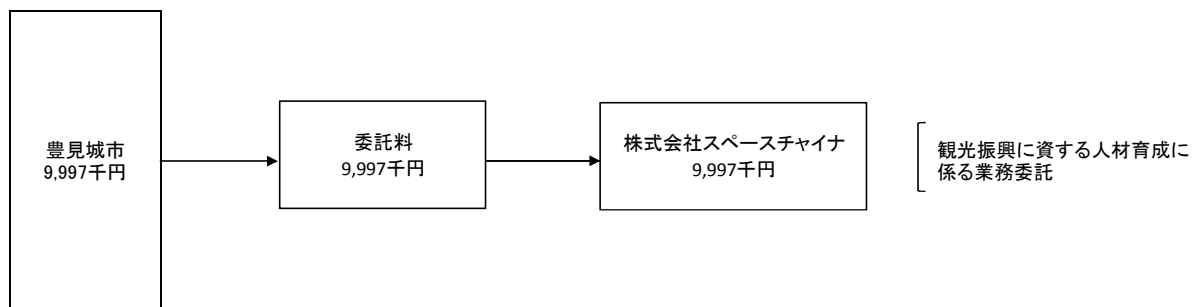 豊見城市
9,997千円
委託料
9,997千円
株式会社スペースチャイナ
9,997千円
観光振興に資する人材育成に
係る業務委託